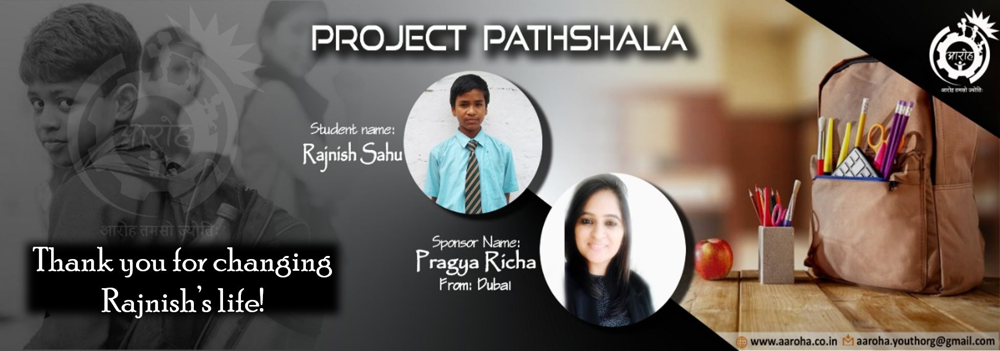 PROJECT PATHSHALA
आरोह
आरोह तमसो ज्योतिः
Student name:
Rajnish Sahu
आरोह
आरोह तमसो ज्योतिः
Sponsor Name:
Pragya Richa
From: Dubai
Thank you for changing
Rajnish's life!
www.aaroha.co.in aaroha.youthorg@gmail.com